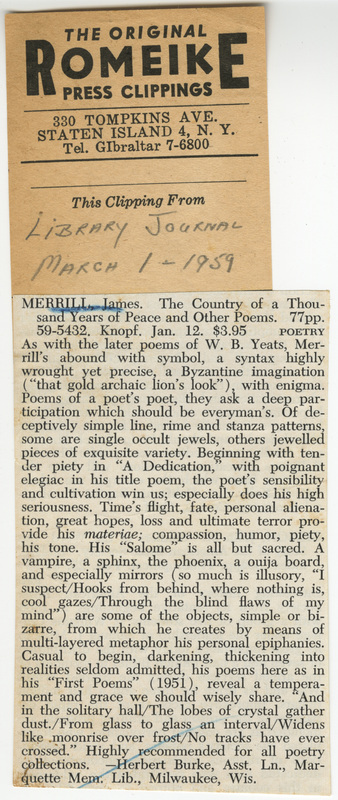 THE ORIGINAL
ROMEIKE
PRESS CLIPPINGS
330 TOMPKINS AVE.
STATEN ISLAND 4, N. Y.
Tel. GIbraltar 7-6800
This Clipping From
LIBRARY JOURNAL
MARCH 1 - 1959
MERRILL, James. The Country of a Thou-
sand Years of Peace and Other Poems. 77pp.
59-5432. Knopf. Jan. 12. $3.95 POETRY
As with the later poems of W. B. Yeats, Mer-
rill's abound with symbol, a syntax highly
wrought yet precise, a Byzantine imagination
("that gold archaic lion's look"), with enigma.
Poems of a poet's poet, they ask a deep par-
ticipation which should be everyman's. Of de-
ceptively simple line, rime and stanza patterns,
some are single occult jewels, others jewelled
pieces of exquisite variety. Beginning with ten-
der piety in "A Dedication," with poignant
elegiac in his title poem, the poet's sensibility
and cultivation win us; especially does his high
seriousness. Time's flight, fate, personal aliena-
tion, great hopes, loss and ultimate terror pro-
vide his materiae; compassion, humor, piety,
his tone. His "Salome" is all but sacred. A
vampire, a sphinx, the phoenix, a ouija board,
and especially mirrors (so much is illusory, "I
suspect/Hooks from behind, where nothing is,
cool gazes/Through the blind flaws of my
mind") are some of the objects, simple or bi-
zarre, from which he creates by means of
multi-layered metaphor his personal epiphanies.
Casual to begin, darkening, thickening into
realities seldom admitted, his poems here as in
his "First Poems" (1951), reveal a tempera-
ment and grace we should wisely share. "And
in the solitary hall/The lobes of crystal gather
dust./From glass to glass an interval/Widens
like moonrise over frost/No tracks have ever
crossed." Highly recommended for all poetry
collections. —Herbert Burke, Asst. Ln., Mar-
quette Mem. Lib., Milwaukee, Wis.